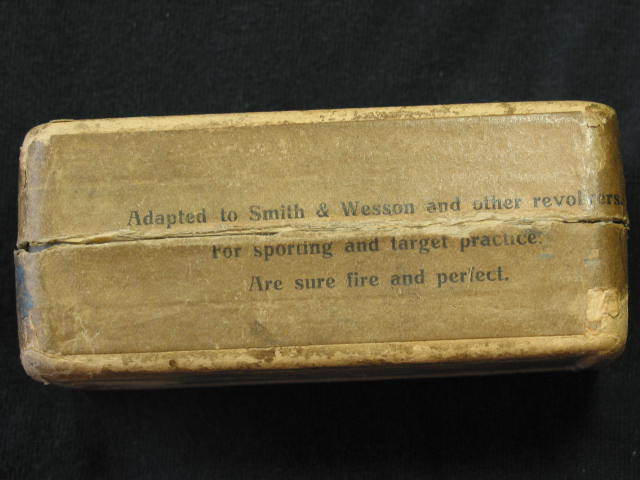 Adapted to Smith & Wesson and other revolvers.
For sporting and target practice.
Are sure fire and perfect.